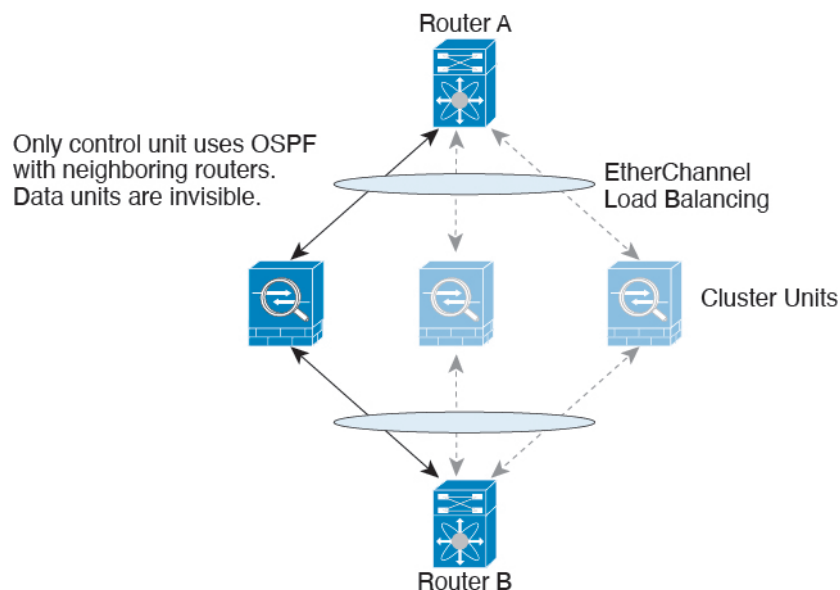 Router A
Only control unit uses OSPF
with neighboring routers.
Data units are invisible.
EtherChannel
Load Balancing
Cluster Units
Router B